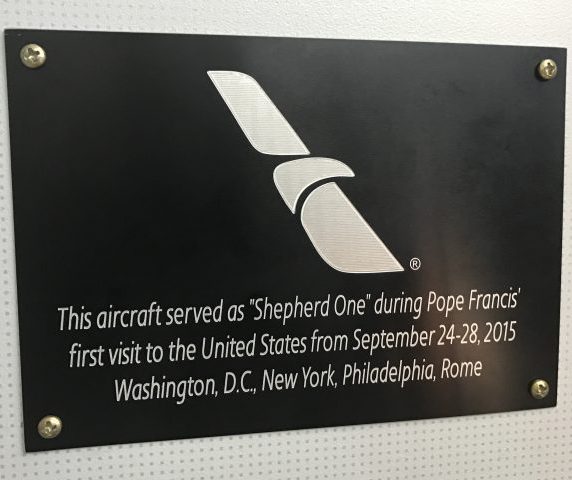 ®
This aircraft served as "Shepherd One" during Pope Francis'
first visit to the United States from September 24-28, 2015
Washington, D.C., New York, Philadelphia, Rome